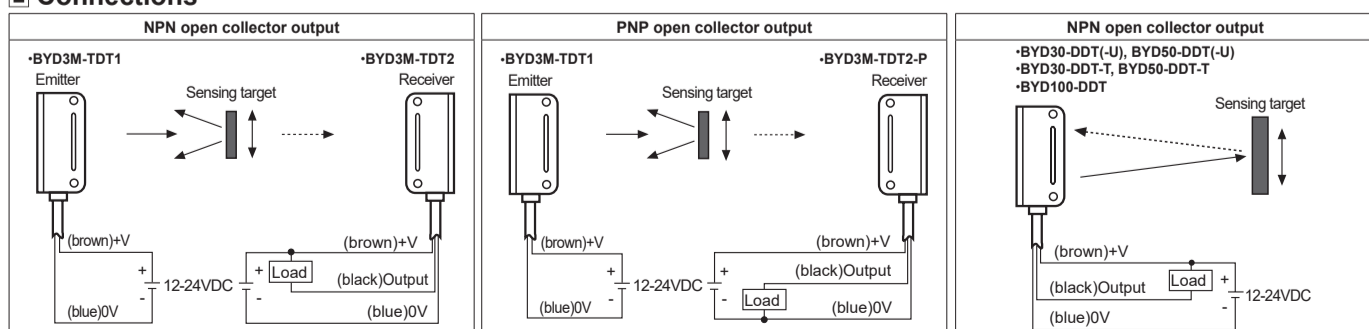 Connections
NPN open collector output
•BYD3M-TDT1
Emitter
•BYD3M-TDT2
Receiver
Sensing target
(brown)+V
+
12-24VDC
-
(blue)0V
(brown)+V
+
Load
(black)Output
-
(blue)0V
PNP open collector output
•BYD3M-TDT1
Emitter
•BYD3M-TDT2-P
Receiver
Sensing target
(brown)+V
+
12-24VDC
-
(blue)0V
(brown)+V
+
(black)Output
Load
-
(blue)0V
NPN open collector output
•BYD30-DDT(-U), BYD50-DDT(-U)
•BYD30-DDT-T, BYD50-DDT-T
•BYD100-DDT
Sensing target
(brown)+V
(black)Output
Load
+
12-24VDC
-
(blue)0V